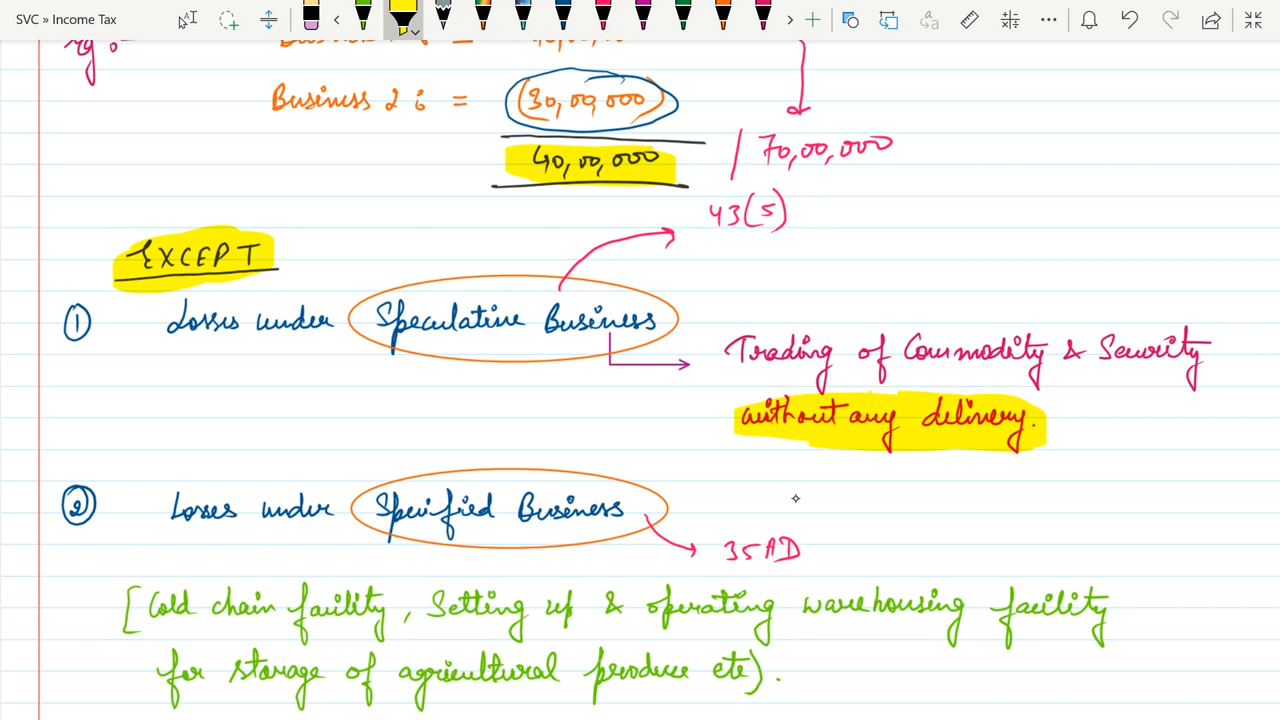 SVC » Income Tax
eg :-
Business 2 : = (30,00,000)
40,00,000 / 70,00,000
43(5)
EXCEPT
① Losses under Speculative Business
Trading of Commodity & Security
without any delivery.
② Losses under Specified Business
35AD
[Cold chain facility, Setting up & operating warehousing facility
for storage of agricultural produce etc).